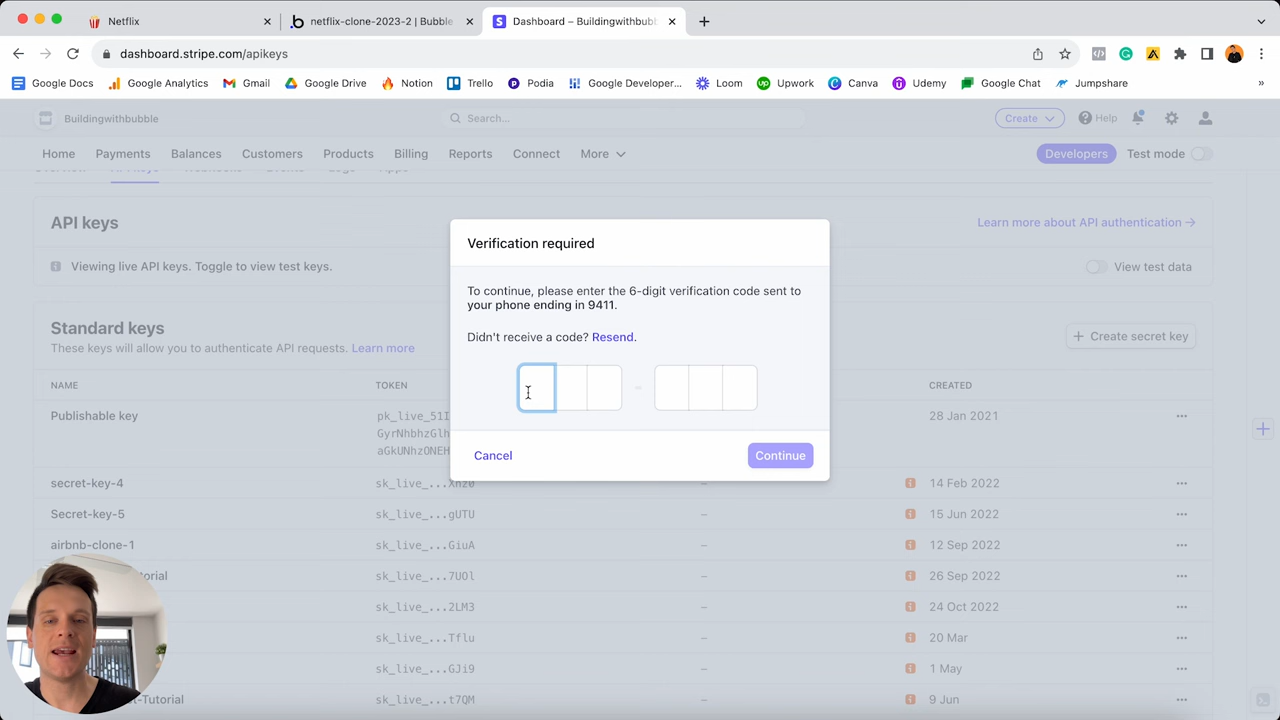 Netflix
netflix-clone-2023-2 | Bubble
Dashboard – Buildingwithbubb
dashboard.stripe.com/apikeys
Google Docs
Google Analytics
Gmail
Google Drive
Notion
Trello
Podia
Google Developer...
Loom
Upwork
Canva
Udemy
Google Chat
Jumpshare
»
Buildingwithbubble
Search...
Create
Help
Home
Payments
Balances
Customers
Products
Billing
Reports
Connect
More
Developers
Test mode
API keys
Learn more about API authentication →
Viewing live API keys. Toggle to view test keys.
View test data
Standard keys
These keys will allow you to authenticate API requests. Learn more
+ Create secret key
NAME
TOKEN
CREATED
Publishable key
pk_live_51I
GyrNhbhzGlh
aGkUNhzONEH
28 Jan 2021
secret-key-4
sk_live_...Xhz0
–
14 Feb 2022
Secret-key-5
sk_live_...gUTU
–
15 Jun 2022
airbnb-clone-1
sk_live_...GiuA
–
12 Sep 2022
torial
sk_live_...7UOl
–
26 Sep 2022
sk_live_...2LM3
–
24 Oct 2022
sk_live_...Tflu
–
20 Mar
sk_live_...GJi9
–
1 May
t-Tutorial
sk_live_...t7QM
–
9 Jun
Verification required
To continue, please enter the 6-digit verification code sent to
your phone ending in 9411.
Didn't receive a code? Resend.
Cancel
Continue